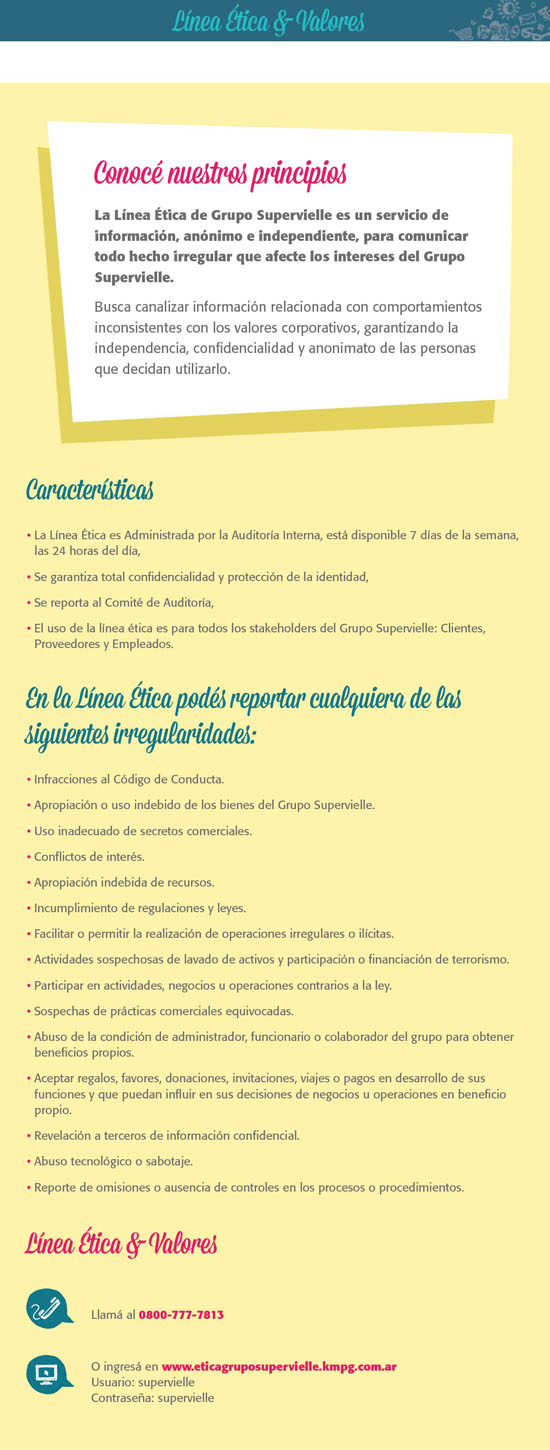 Línea Ética & Valores
Conocé nuestros principios
La Línea Ética de Grupo Supervielle es un servicio de
información, anónimo e independiente, para comunicar
todo hecho irregular que afecte los intereses del Grupo
Supervielle.
Busca canalizar información relacionada con comportamientos
inconsistentes con los valores corporativos, garantizando la
independencia, confidencialidad y anonimato de las personas
que decidan utilizarlo.
Características
• La Línea Ética es Administrada por la Auditoría Interna, está disponible 7 días de la semana,
las 24 horas del día,
• Se garantiza total confidencialidad y protección de la identidad,
• Se reporta al Comité de Auditoría,
• El uso de la línea ética es para todos los stakeholders del Grupo Supervielle: Clientes,
Proveedores y Empleados.
En la Línea Ética podés reportar cualquiera de las
siguientes irregularidades:
• Infracciones al Código de Conducta.
• Apropiación o uso indebido de los bienes del Grupo Supervielle.
• Uso inadecuado de secretos comerciales.
• Conflictos de interés.
• Apropiación indebida de recursos.
• Incumplimiento de regulaciones y leyes.
• Facilitar o permitir la realización de operaciones irregulares o ilícitas.
• Actividades sospechosas de lavado de activos y participación o financiación de terrorismo.
• Participar en actividades, negocios u operaciones contrarios a la ley.
• Sospechas de prácticas comerciales equivocadas.
• Abuso de la condición de administrador, funcionario o colaborador del grupo para obtener
beneficios propios.
• Aceptar regalos, favores, donaciones, invitaciones, viajes o pagos en desarrollo de sus
funciones y que puedan influir en sus decisiones de negocios u operaciones en beneficio
propio.
• Revelación a terceros de información confidencial.
• Abuso tecnológico o sabotaje.
• Reporte de omisiones o ausencia de controles en los procesos o procedimientos.
Línea Ética & Valores
Llamá al 0800-777-7813
O ingresá en www.eticagruposupervielle.kmpg.com.ar
Usuario: supervielle
Contraseña: supervielle